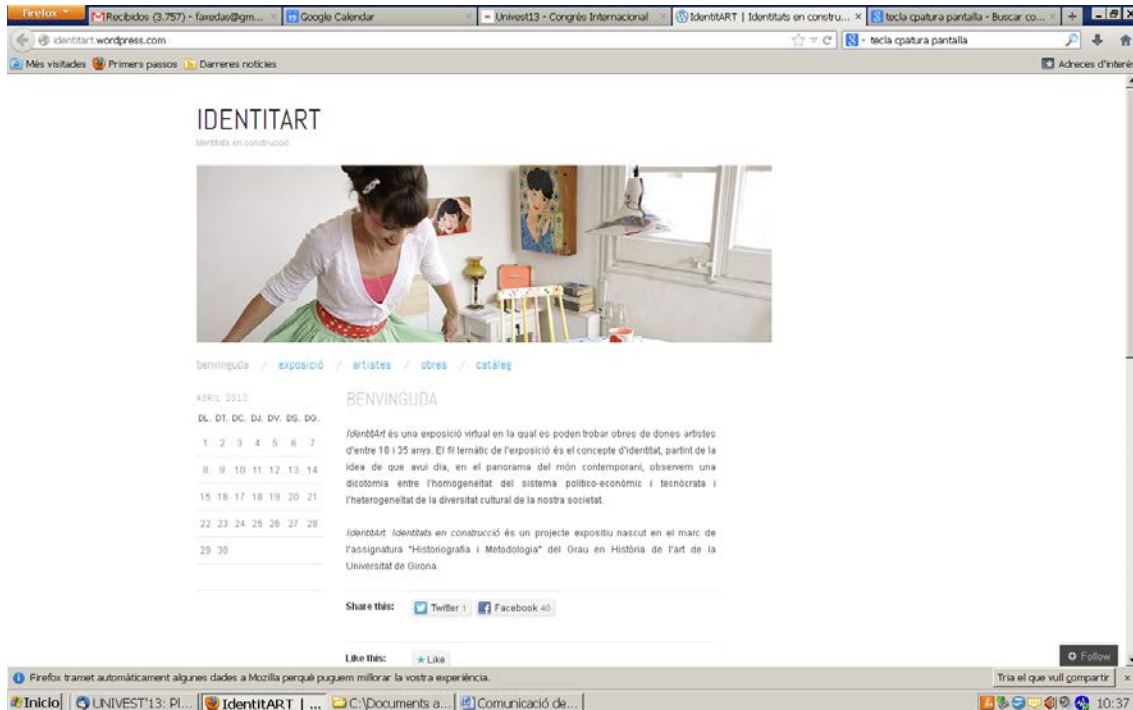 Firefox
Recibidos (3.757) - faxedas@gm...
Google Calendar
Univest13 - Congrés Internacional
IdentitART | Identitats en constru...
tecla cpatura pantalla - Buscar co...
identitart.wordpress.com
tecla cpatura pantalla
Més visitades
Primers passos
Darreres notícies
Adreces d'interès
IDENTITART
Identitats en construcció
benvinguda / exposició / artistes / obres / catàleg
ABRIL 2013
DL. DT. DC. DJ. DV. DS. DG.
1 2 3 4 5 6 7
8 9 10 11 12 13 14
15 16 17 18 19 20 21
22 23 24 25 26 27 28
29 30
BENVINGUDA
IdentitArt és una exposició virtual en la qual es poden trobar obres de dones artistes
d'entre 18 i 35 anys. El fil temàtic de l'exposició és el concepte d'identitat, partint de la
idea de que avui dia, en el panorama del món contemporani, observem una
dicotomia entre l'homogeneïtat del sistema político-econòmic i tecnòcrata i
l'heterogeneïtat de la diversitat cultural de la nostra societat.
IdentitArt. Identitats en construcció és un projecte expositiu nascut en el marc de
l'assignatura "Historiografia i Metodologia" del Grau en Història de l'art de la
Universitat de Girona.
Share this:
Twitter 1
Facebook 40
Like this:
Like
Follow
Firefox tramet automàticament algunes dades a Mozilla perquè puguem millorar la vostra experiència.
Tria el que vull compartir
Inicio
UNIVEST'13: Pl...
IdentitART | ...
C:\Documents a...
Comunicació de...
10:37